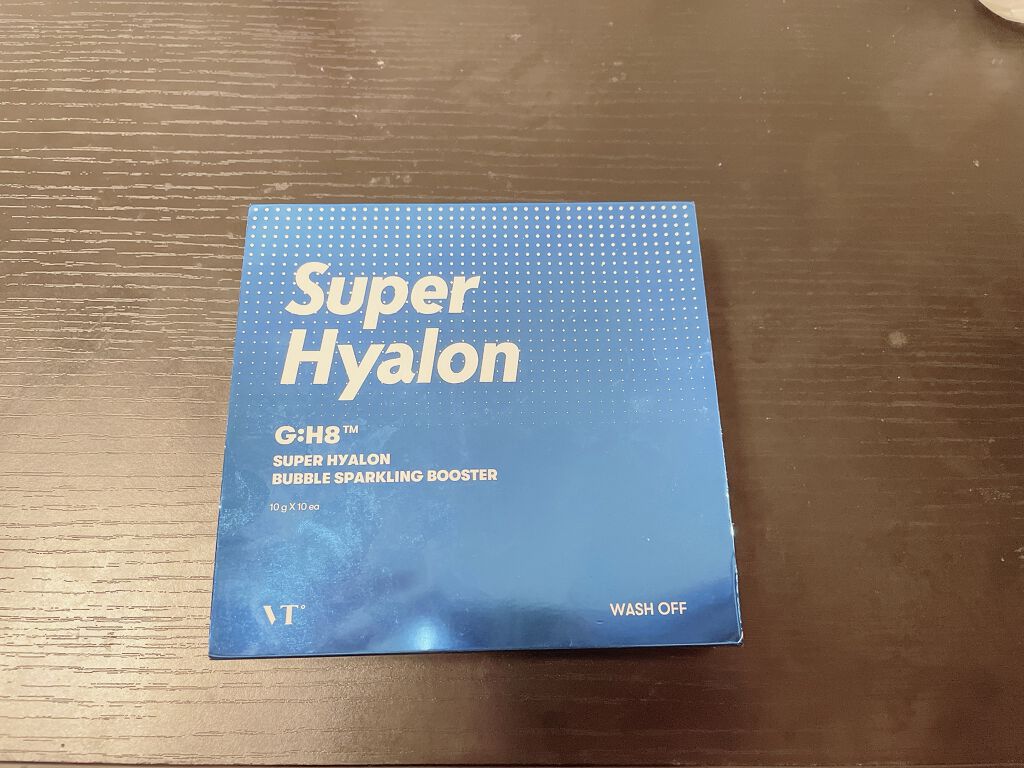 Super
Hyalon
G:H8™
SUPER HYALON
BUBBLE SPARKLING BOOSTER
10 g X 10 ea
VT°
WASH OFF